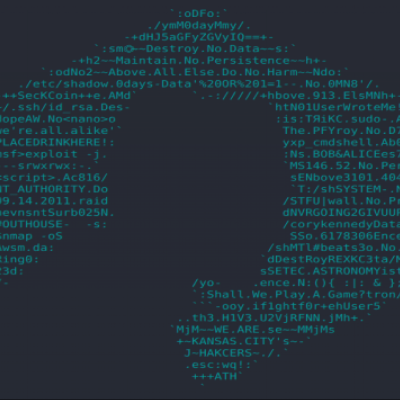 `:oDFo:`
./ymM0dayMmy/.
-+dHJ5aGFyZGVyIQ==+-
`:sm⏣~~Destroy.No.Data~~s:`
-+h2~~Maintain.No.Persistence~~h+-
`:odNo2~~Above.All.Else.Do.No.Harm~~Ndo:`
./etc/shadow.0days-Data'%20OR%201=1--.No.0MN8'/.
++SecKCoin++e.AMd` `.-://///+hbove.913.ElsMNh+
~/.ssh/id_rsa.Des- `htN01UserWroteMe!
dopeAW.No<nano>o :is:TЯiKC.sudo-.A
we're.all.alike'` The.PFYroy.No.D7
PLACEDRINKHERE!: yxp_cmdshell.Ab0
msf>exploit -j. :Ns.BOB&ALICEes7
---srwxrwx:-.` `MS146.52.No.Per
<script>.Ac816/ sENbove3101.404
NT_AUTHORITY.Do `T:/shSYSTEM-.N
09.14.2011.raid /STFU|wall.No.Pr
hevnsntSurb025N. dNVRGOING2GIVUUP
#OUTHOUSE- -s: /corykennedyData
$nmap -oS SSo.6178306Ence
awsm.da: /shMTl#beats3o.No.
Ring0: `dDestRoyREXKC3ta/M
23d: sSETEC.ASTRONOMYist
/- /yo- .ence.N:(){ :|: & };
`:Shall.We.Play.A.Game?tron/
```-ooy.if1ghtf0r+ehUser5`
..th3.H1V3.U2VjRFNN.jMh+.`
`MjM~~WE.ARE.se~~MMjMs
+~KANSAS.CITY's~-`
J~HAKCERS~./.`
.esc:wq!:`
+++ATH`
`